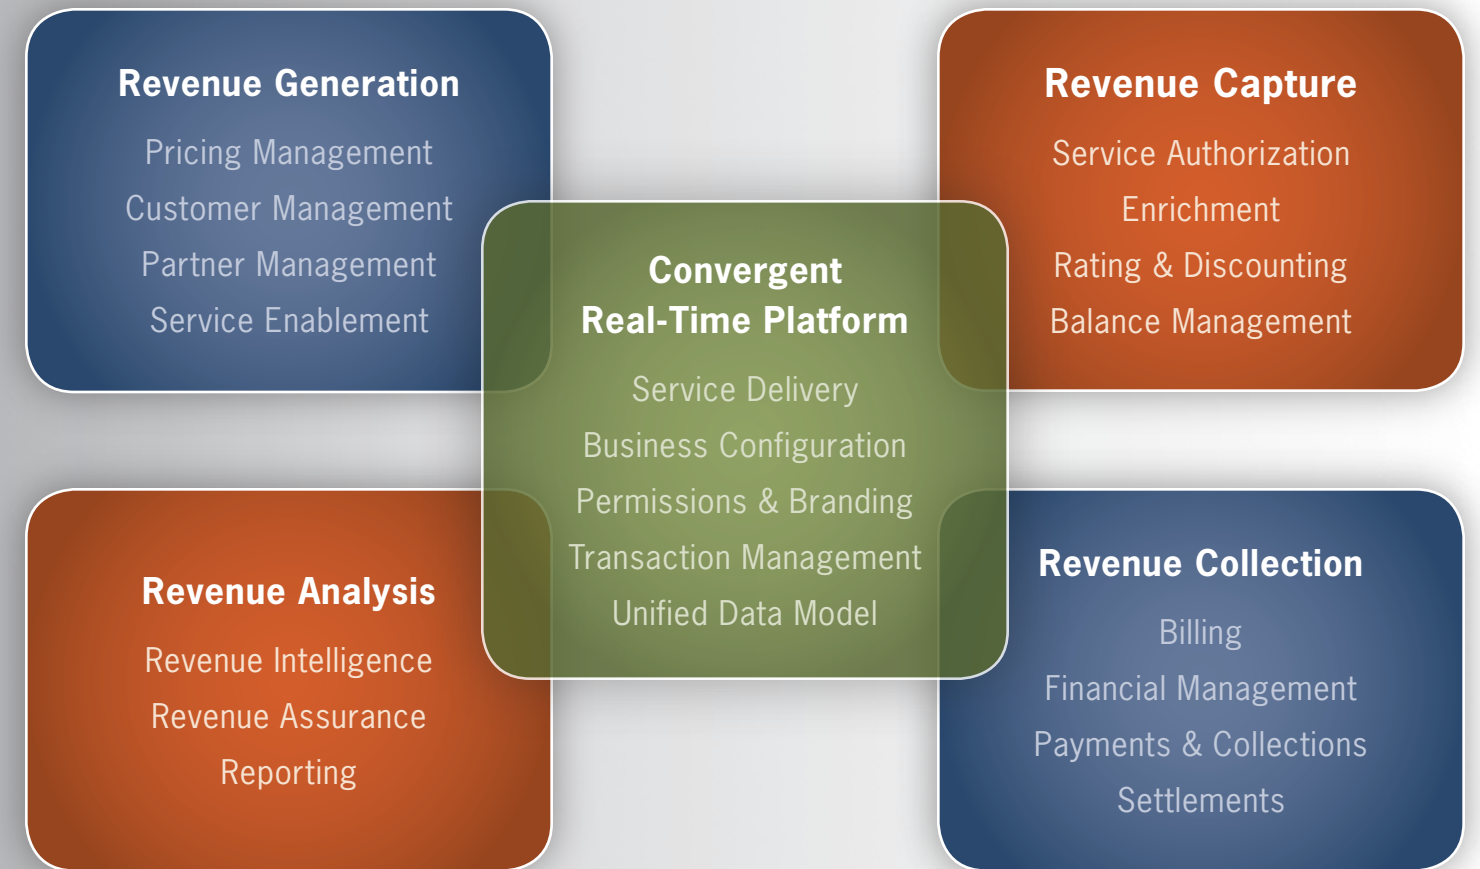 Revenue Generation
Pricing Management
Customer Management
Partner Management
Service Enablement
Revenue Capture
Service Authorization
Enrichment
Rating & Discounting
Balance Management
Convergent
Real-Time Platform
Service Delivery
Business Configuration
Permissions & Branding
Transaction Management
Unified Data Model
Revenue Analysis
Revenue Intelligence
Revenue Assurance
Reporting
Revenue Collection
Billing
Financial Management
Payments & Collections
Settlements